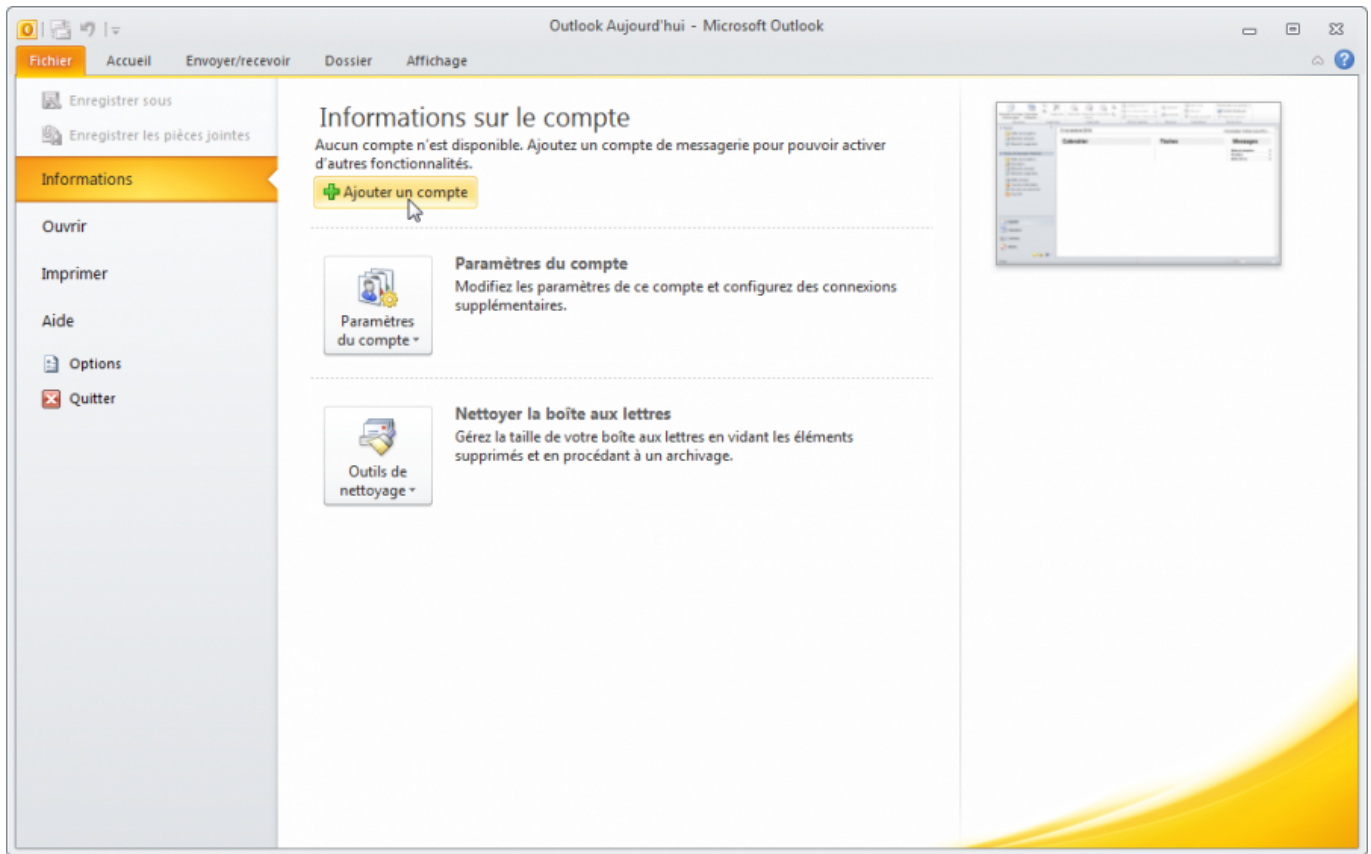 Outlook Aujourd'hui - Microsoft Outlook
Fichier Accueil Envoyer/recevoir Dossier Affichage
Enregistrer sous
Enregistrer les pièces jointes
Informations
Ouvrir
Imprimer
Aide
Options
Quitter
Informations sur le compte
Aucun compte n'est disponible. Ajoutez un compte de messagerie pour pouvoir activer
d'autres fonctionnalités.
Ajouter un compte
Paramètres
du compte
Paramètres du compte
Modifiez les paramètres de ce compte et configurez des connexions
supplémentaires.
Outils de
nettoyage
Nettoyer la boîte aux lettres
Gérez la taille de votre boîte aux lettres en vidant les éléments
supprimés et en procédant à un archivage.
Calendrier Tâches Messages